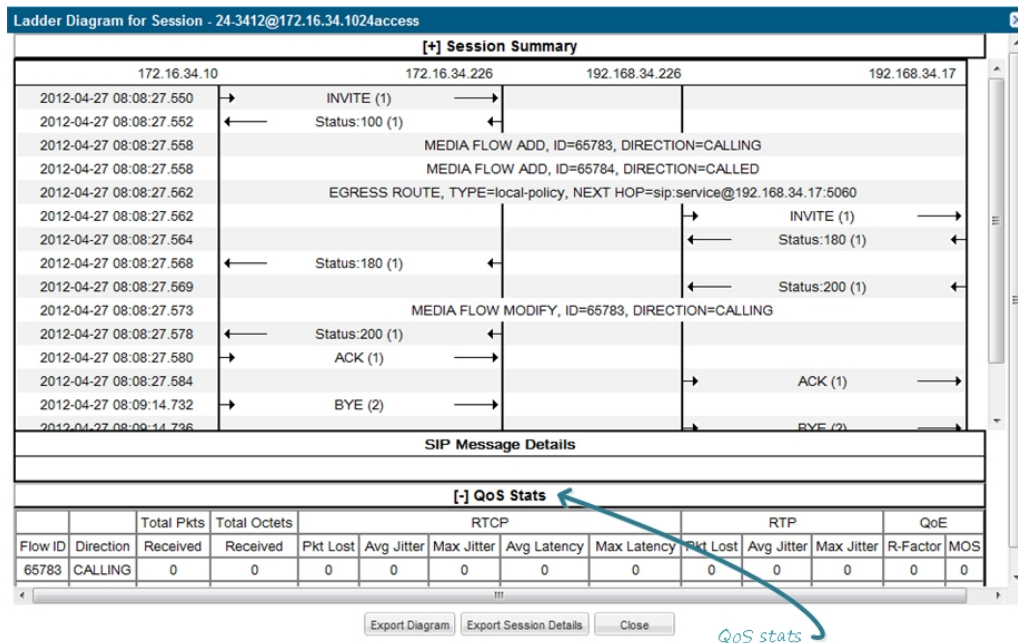 Ladder Diagram for Session - 24-3412@172.16.34.1024access
[+] Session Summary
172.16.34.10 172.16.34.226 192.168.34.226 192.168.34.17
2012-04-27 08:08:27.550 INVITE (1)
2012-04-27 08:08:27.552 Status:100 (1)
2012-04-27 08:08:27.558 MEDIA FLOW ADD, ID=65783, DIRECTION=CALLING
2012-04-27 08:08:27.558 MEDIA FLOW ADD, ID=65784, DIRECTION=CALLED
2012-04-27 08:08:27.562 EGRESS ROUTE, TYPE=local-policy, NEXT HOP=sip:service@192.168.34.17:5060
2012-04-27 08:08:27.562 INVITE (1)
2012-04-27 08:08:27.564 Status:180 (1)
2012-04-27 08:08:27.568 Status:180 (1)
2012-04-27 08:08:27.569 Status:200 (1)
2012-04-27 08:08:27.573 MEDIA FLOW MODIFY, ID=65783, DIRECTION=CALLING
2012-04-27 08:08:27.578 Status:200 (1)
2012-04-27 08:08:27.580 ACK (1)
2012-04-27 08:08:27.584 ACK (1)
2012-04-27 08:09:14.732 BYE (2)
2012-04-27 08:09:14.736 BYE (2)
SIP Message Details
[-] QoS Stats
Total Pkts Total Octets RTCP RTP QoE
Flow ID Direction Received Received Pkt Lost Avg Jitter Max Jitter Avg Latency Max Latency Pkt Lost Avg Jitter Max Jitter R-Factor MOS
65783 CALLING 0 0 0 0 0 0 0 0 0 0 0 0
Export Diagram Export Session Details Close
QoS stats